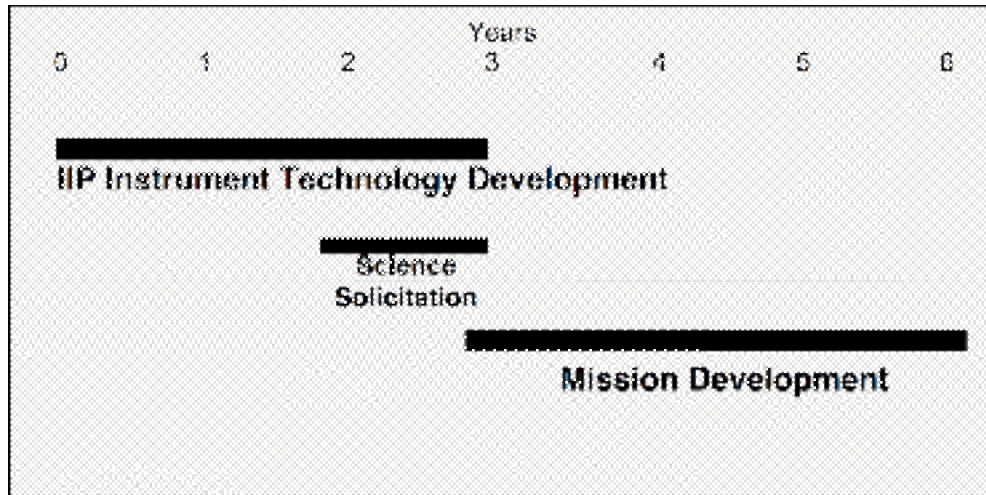 Years
0 1 2 3 4 5 6
IIP Instrument Technology Development
Science
Solicitation
Mission Development